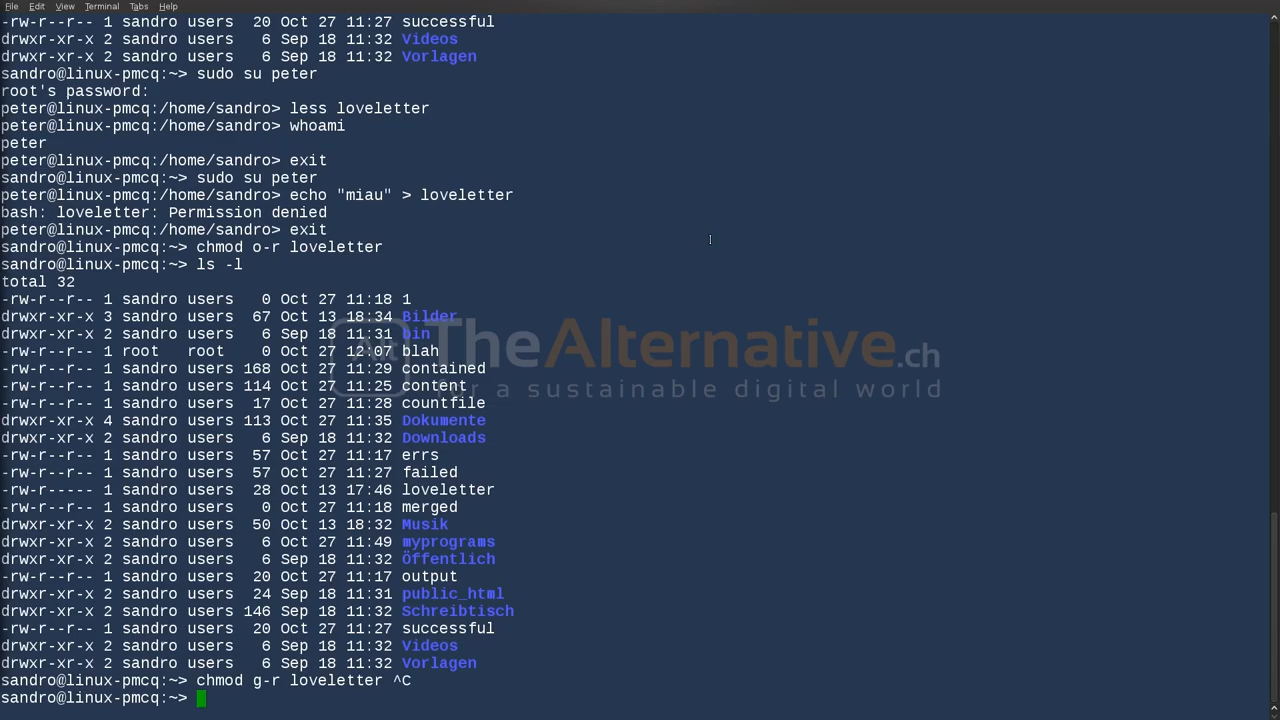 File Edit View Terminal Tabs Help
-rw-r--r-- 1 sandro users  20 Oct 27 11:27 successful
drwxr-xr-x 2 sandro users   6 Sep 18 11:32 Videos
drwxr-xr-x 2 sandro users   6 Sep 18 11:32 Vorlagen
sandro@linux-pmcq:~> sudo su peter
root's password:
peter@linux-pmcq:/home/sandro> less loveletter
peter@linux-pmcq:/home/sandro> whoami
peter
peter@linux-pmcq:/home/sandro> exit
sandro@linux-pmcq:~> sudo su peter
peter@linux-pmcq:/home/sandro> echo "miau" > loveletter
bash: loveletter: Permission denied
peter@linux-pmcq:/home/sandro> exit
sandro@linux-pmcq:~> chmod o-r loveletter
sandro@linux-pmcq:~> ls -l
total 32
-rw-r--r-- 1 sandro users   0 Oct 27 11:18 1
drwxr-xr-x 3 sandro users  67 Oct 13 18:34 Bilder
drwxr-xr-x 2 sandro users   6 Sep 18 11:31 bin
-rw-r--r-- 1 root   root    0 Oct 27 12:07 blah
-rw-r--r-- 1 sandro users 168 Oct 27 11:29 contained
-rw-r--r-- 1 sandro users 114 Oct 27 11:25 content
-rw-r--r-- 1 sandro users  17 Oct 27 11:28 countfile
drwxr-xr-x 4 sandro users 113 Oct 27 11:35 Dokumente
drwxr-xr-x 2 sandro users   6 Sep 18 11:32 Downloads
-rw-r--r-- 1 sandro users  57 Oct 27 11:17 errs
-rw-r--r-- 1 sandro users  57 Oct 27 11:27 failed
-rw-r----- 1 sandro users  28 Oct 13 17:46 loveletter
-rw-r--r-- 1 sandro users   0 Oct 27 11:18 merged
drwxr-xr-x 2 sandro users  50 Oct 13 18:32 Musik
drwxr-xr-x 2 sandro users   6 Oct 27 11:49 myprograms
drwxr-xr-x 2 sandro users   6 Sep 18 11:32 Öffentlich
-rw-r--r-- 1 sandro users  20 Oct 27 11:17 output
drwxr-xr-x 2 sandro users  24 Sep 18 11:31 public_html
drwxr-xr-x 2 sandro users 146 Sep 18 11:32 Schreibtisch
-rw-r--r-- 1 sandro users  20 Oct 27 11:27 successful
drwxr-xr-x 2 sandro users   6 Sep 18 11:32 Videos
drwxr-xr-x 2 sandro users   6 Sep 18 11:32 Vorlagen
sandro@linux-pmcq:~> chmod g-r loveletter ^C
sandro@linux-pmcq:~>
Alt TheAlternative.ch
for a sustainable digital world